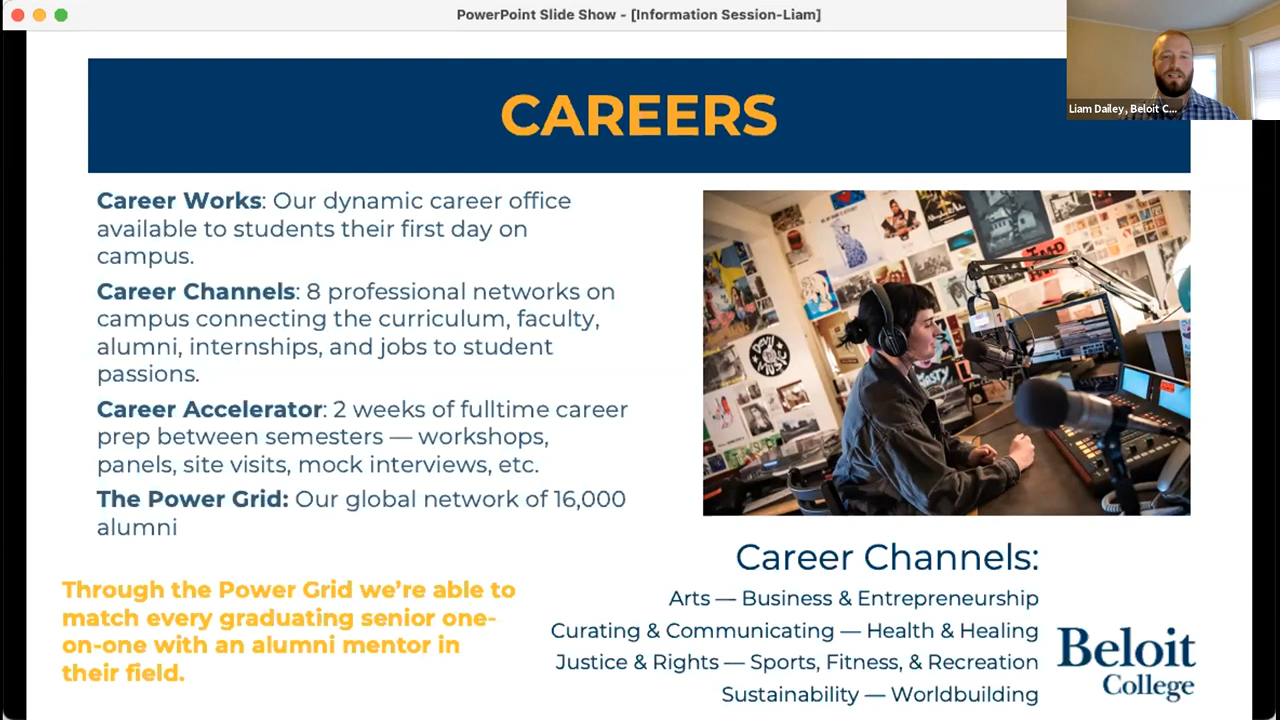 PowerPoint Slide Show - [Information Session-Liam]
Liam Dailey, Beloit C...
CAREERS
Career Works: Our dynamic career office
available to students their first day on
campus.
Career Channels: 8 professional networks on
campus connecting the curriculum, faculty,
alumni, internships, and jobs to student
passions.
Career Accelerator: 2 weeks of fulltime career
prep between semesters — workshops,
panels, site visits, mock interviews, etc.
The Power Grid: Our global network of 16,000
alumni
Through the Power Grid we're able to
match every graduating senior one-
on-one with an alumni mentor in
their field.
DEVIL
MUSIC
Career Channels:
Arts — Business & Entrepreneurship
Curating & Communicating — Health & Healing
Justice & Rights — Sports, Fitness, & Recreation
Sustainability — Worldbuilding
Beloit
College